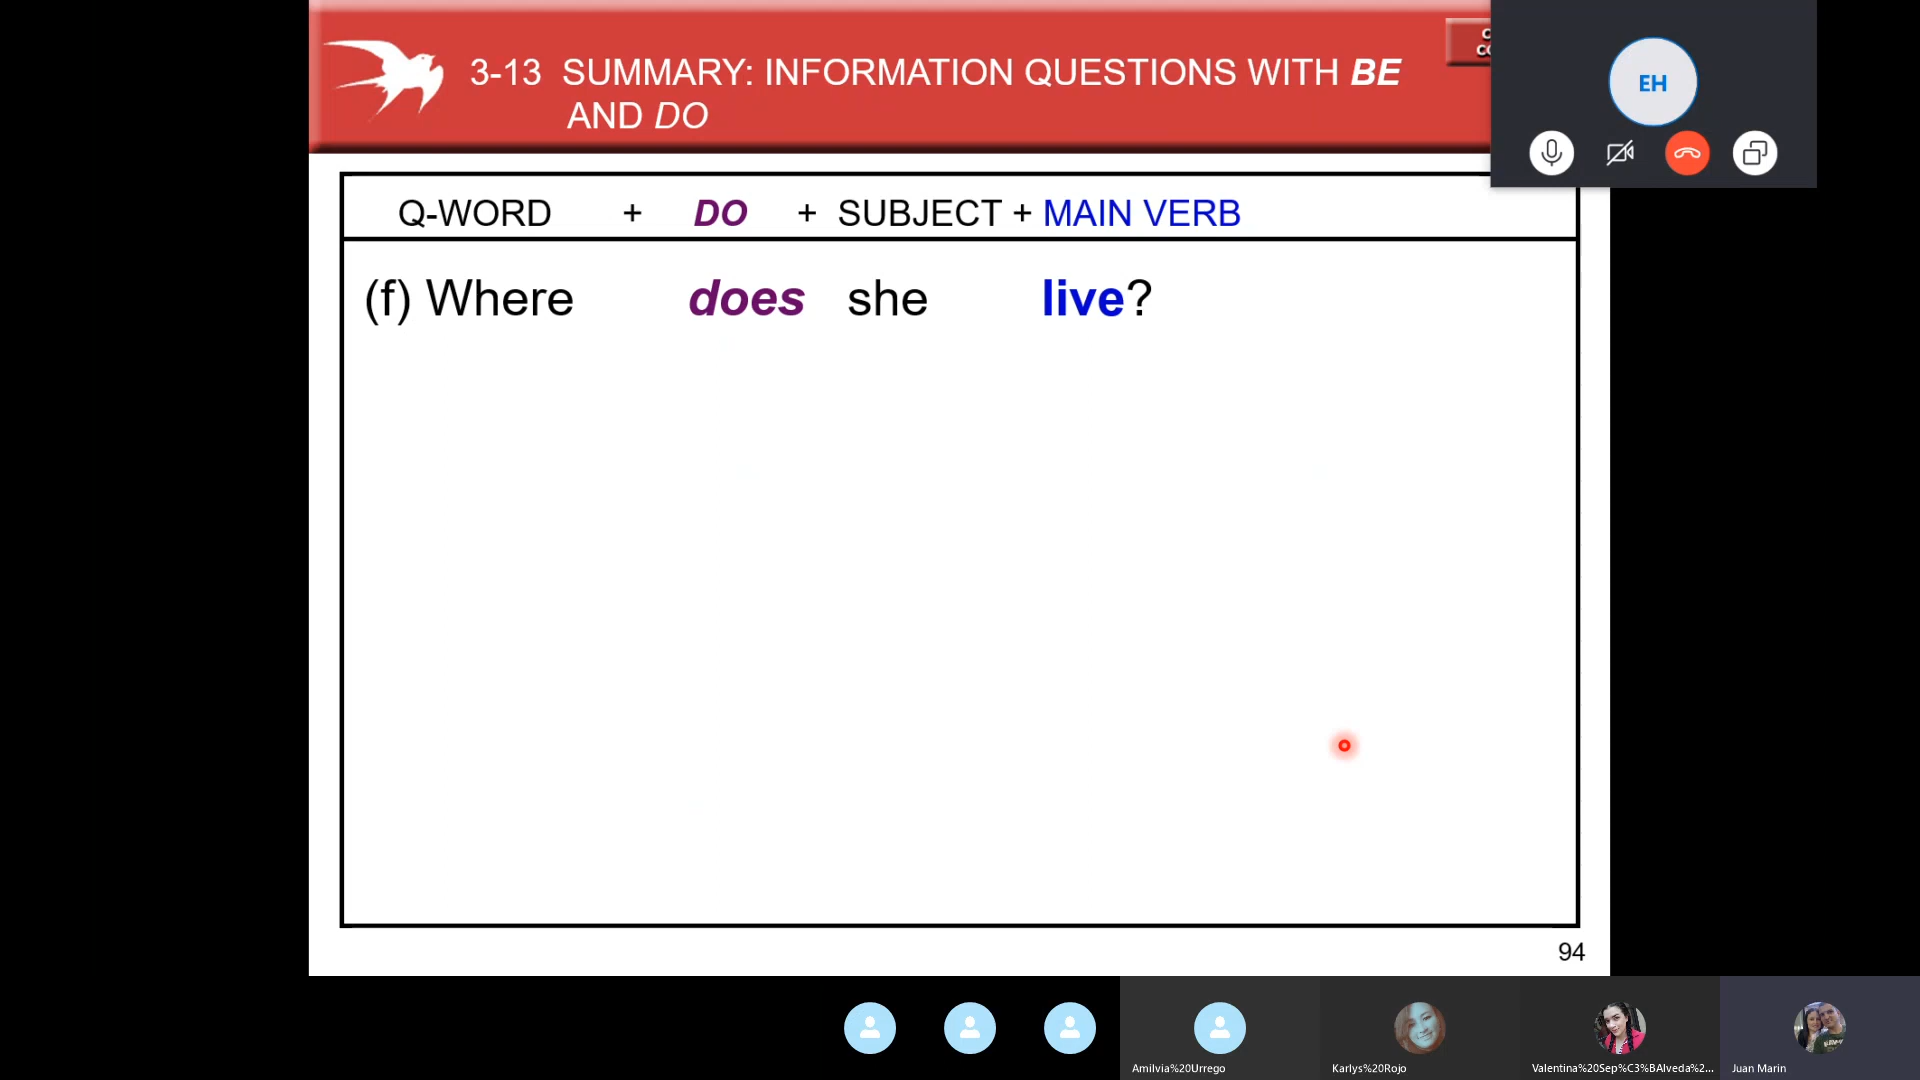 3-13 SUMMARY: INFORMATION QUESTIONS WITH BE
AND DO
EH
Q-WORD + DO + SUBJECT + MAIN VERB
(f) Where does she live?
94
Amilvia%20Urrego
Karlys%20Rojo
Valentina%20Sep%C3%BAlveda%2...
Juan Marin